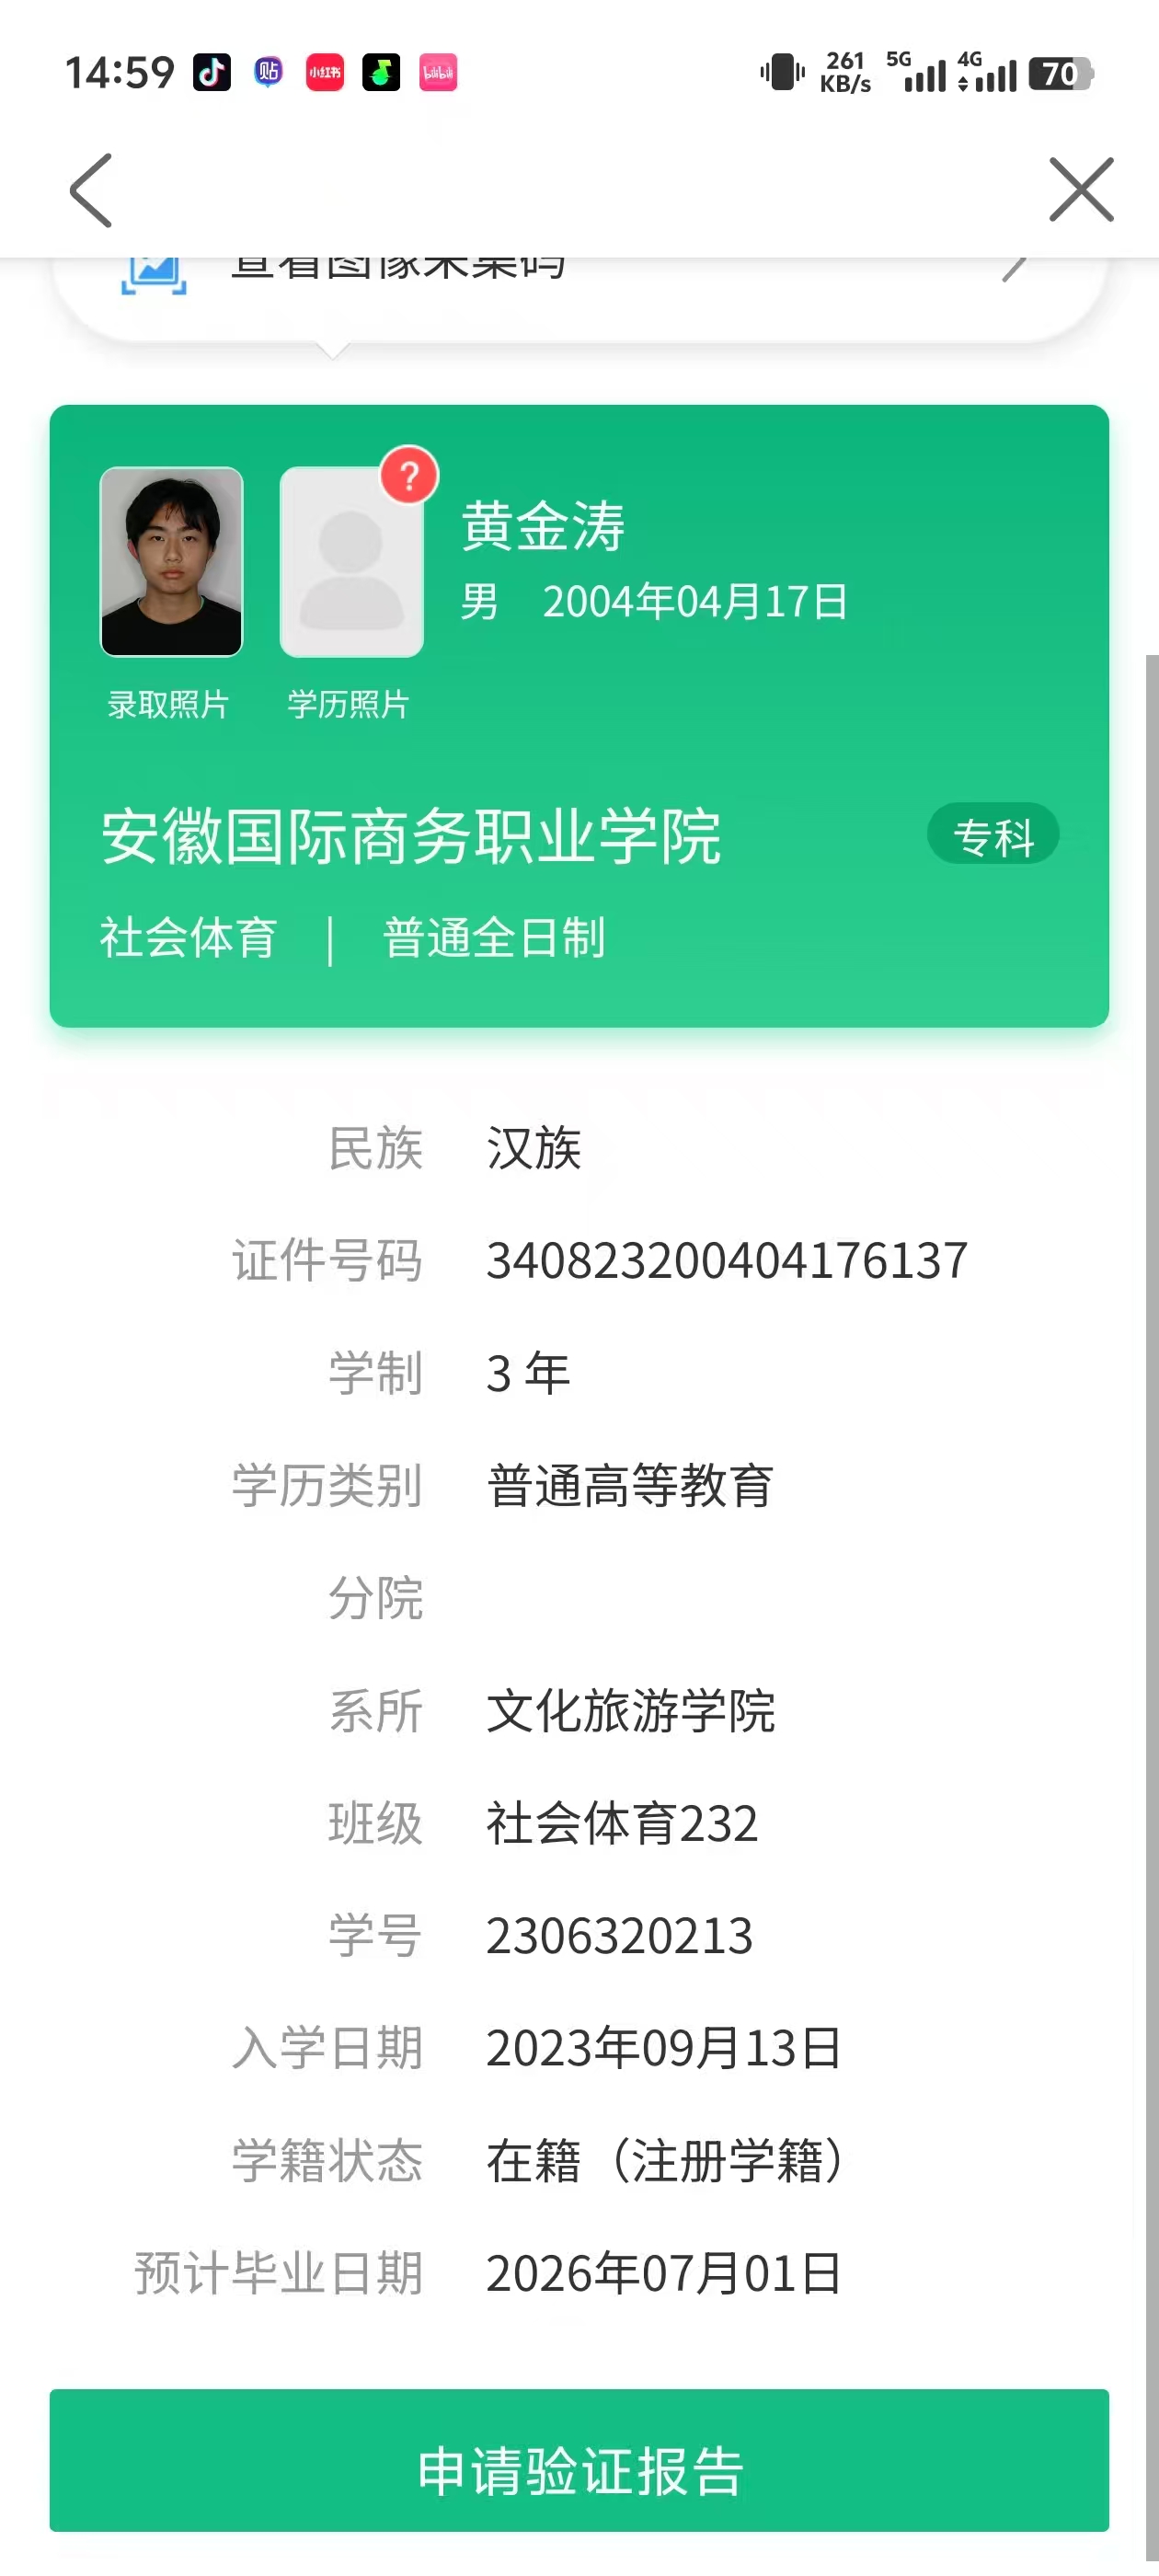 14:59 贴 小红书 bilibili 261 KB/s 5G 4G 70
查看图像采集码
?
黄金涛
男 2004年04月17日
录取照片 学历照片
安徽国际商务职业学院 专科
社会体育 | 普通全日制
民族 汉族
证件号码 340823200404176137
学制 3 年
学历类别 普通高等教育
分院
系所 文化旅游学院
班级 社会体育232
学号 2306320213
入学日期 2023年09月13日
学籍状态 在籍（注册学籍）
预计毕业日期 2026年07月01日
申请验证报告